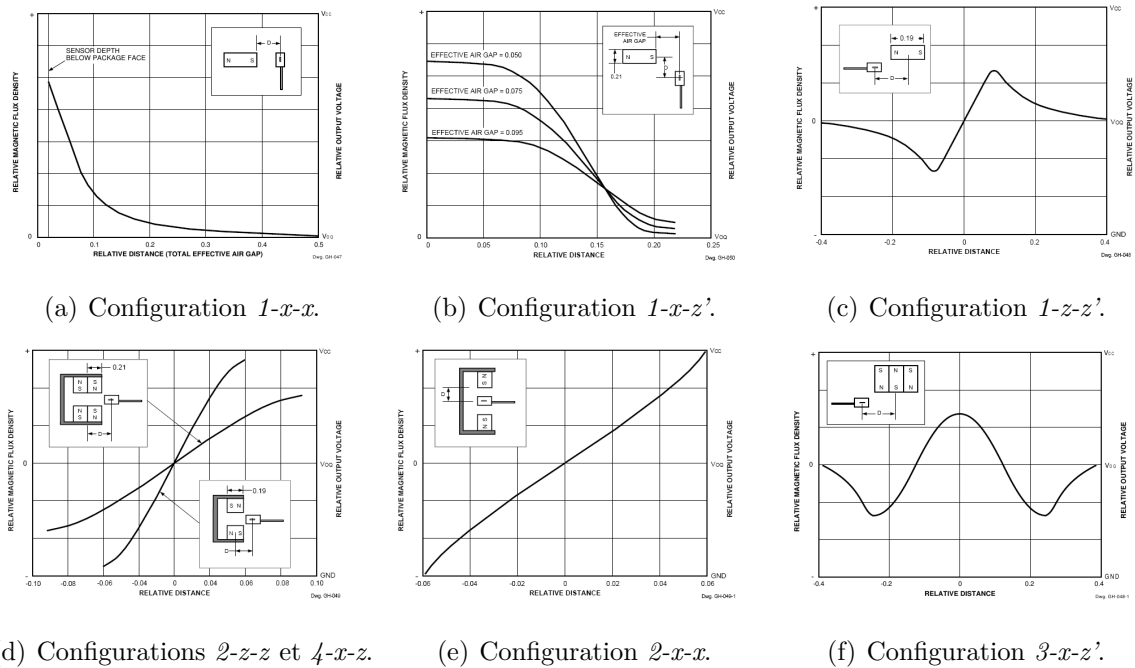 +
VCC
SENSOR DEPTH
BELOW PACKAGE FACE
D
N S
RELATIVE MAGNETIC FLUX DENSITY
RELATIVE OUTPUT VOLTAGE
0
VOQ
0 0.1 0.2 0.3 0.4 0.5
RELATIVE DISTANCE (TOTAL EFFECTIVE AIR GAP)
Dwg. GH-047
(a) Configuration 1-x-x.
+
VCC
EFFECTIVE
AIR GAP
N S
D
0.21
EFFECTIVE AIR GAP = 0.050
EFFECTIVE AIR GAP = 0.075
EFFECTIVE AIR GAP = 0.095
RELATIVE MAGNETIC FLUX DENSITY
RELATIVE OUTPUT VOLTAGE
0
VOQ
0 0.05 0.10 0.15 0.20 0.25
RELATIVE DISTANCE
Dwg. GH-050
(b) Configuration 1-x-z'.
+
VCC
0.19
N S
D
RELATIVE MAGNETIC FLUX DENSITY
RELATIVE OUTPUT VOLTAGE
0
VOQ
-
GND
-0.4 -0.2 0 0.2 0.4
RELATIVE DISTANCE
Dwg. GH-048
(c) Configuration 1-z-z'.
+
VCC
0.21
N S
S N
N S
S N
D
0.19
S N
N S
D
RELATIVE MAGNETIC FLUX DENSITY
RELATIVE OUTPUT VOLTAGE
0
VOQ
-
GND
-0.10 -0.06 -0.02 0 0.02 0.06 0.10
RELATIVE DISTANCE
Dwg. GH-049
d) Configurations 2-z-z et 4-x-z.
+
VCC
N
S
D
N
S
RELATIVE MAGNETIC FLUX DENSITY
RELATIVE OUTPUT VOLTAGE
0
VOQ
-
GND
-0.06 -0.04 -0.02 0 0.02 0.04 0.06
RELATIVE DISTANCE
Dwg. GH-049-1
(e) Configuration 2-x-x.
+
VCC
S N S
N S N
D
RELATIVE MAGNETIC FLUX DENSITY
RELATIVE OUTPUT VOLTAGE
0
VOQ
-
GND
-0.4 -0.2 0 0.2 0.4
RELATIVE DISTANCE
Dwg. GH-048-1
(f) Configuration 3-x-z'.